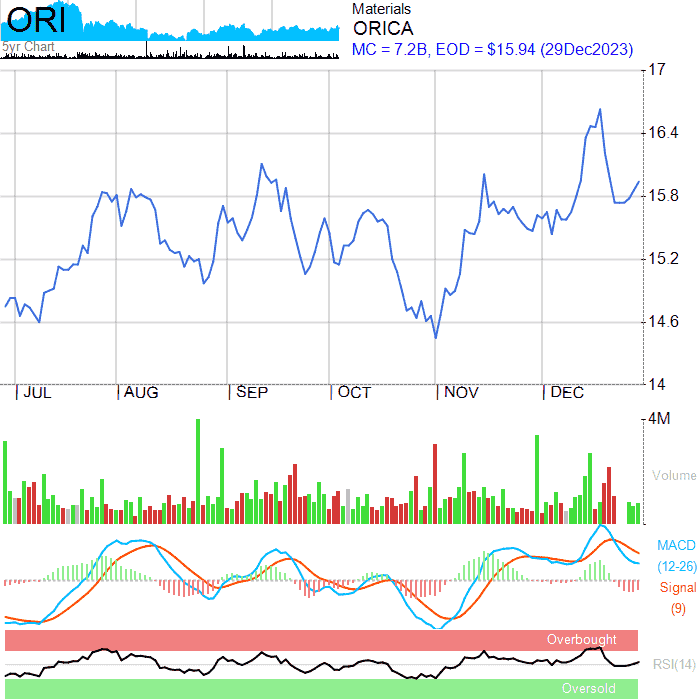 ORI
5yr Chart
Materials
ORICA
MC = 7.2B, EOD = $15.94 (29Dec2023)
17
16.4
15.8
15.2
14.6
14
JUL AUG SEP OCT NOV DEC
4M
Volume
MACD
(12-26)
Signal
(9)
Overbought
RSI(14)
Oversold